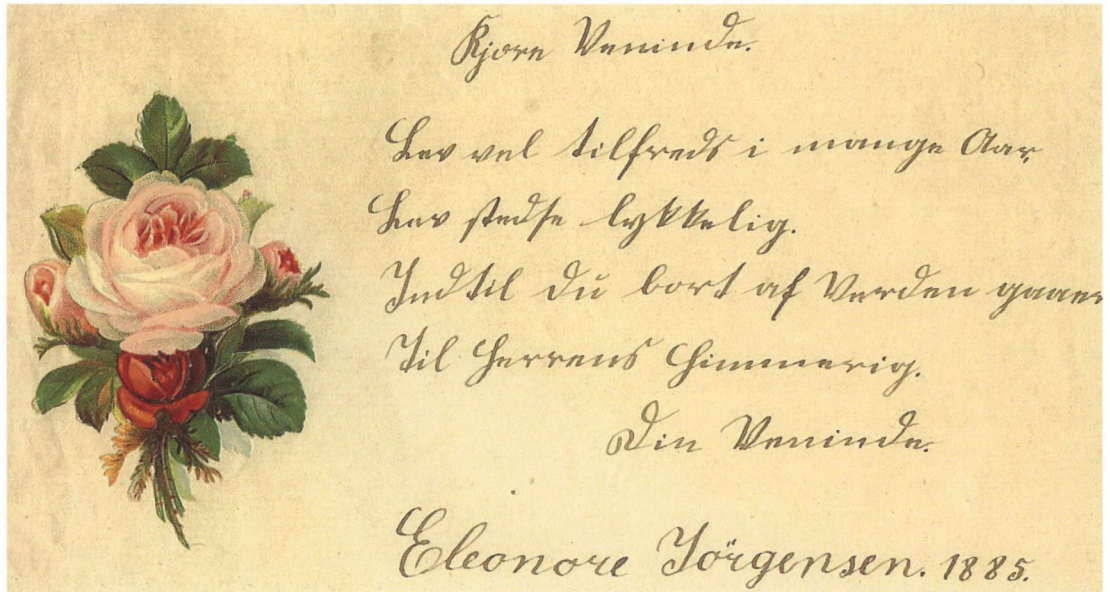 Kjøre Veninde.
Lev vel tilfreds i mange Aar
Lev stedse lykkelig.
Indtil du bort af Verden gaaer
Til Herrens Himmerig.
Din Veninde.
Eleonore Jörgensen. 1885.